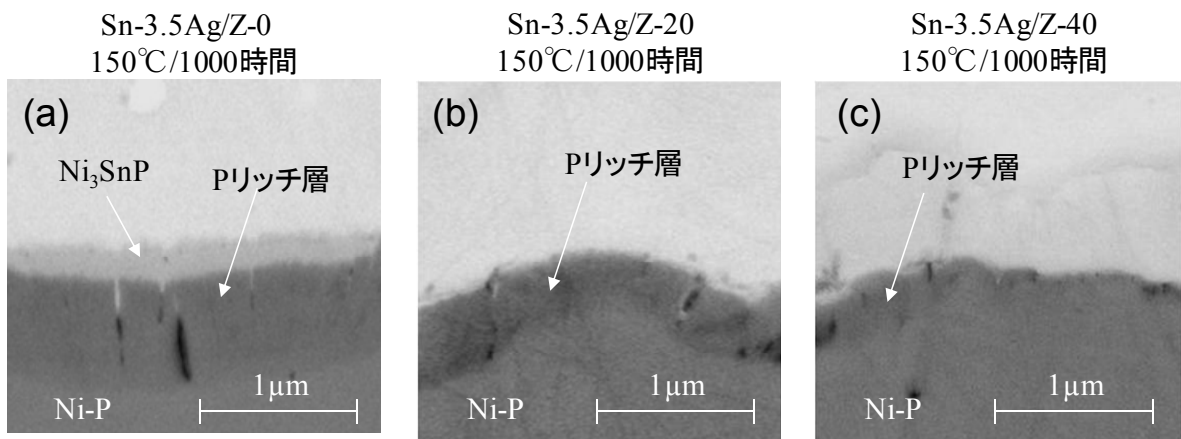 Sn-3.5Ag/Z-0
150℃/1000時間
(a)
Ni₃SnP
Pリッチ層
Ni-P
1µm
Sn-3.5Ag/Z-20
150℃/1000時間
(b)
Pリッチ層
Ni-P
1µm
Sn-3.5Ag/Z-40
150℃/1000時間
(c)
Pリッチ層
Ni-P
1µm